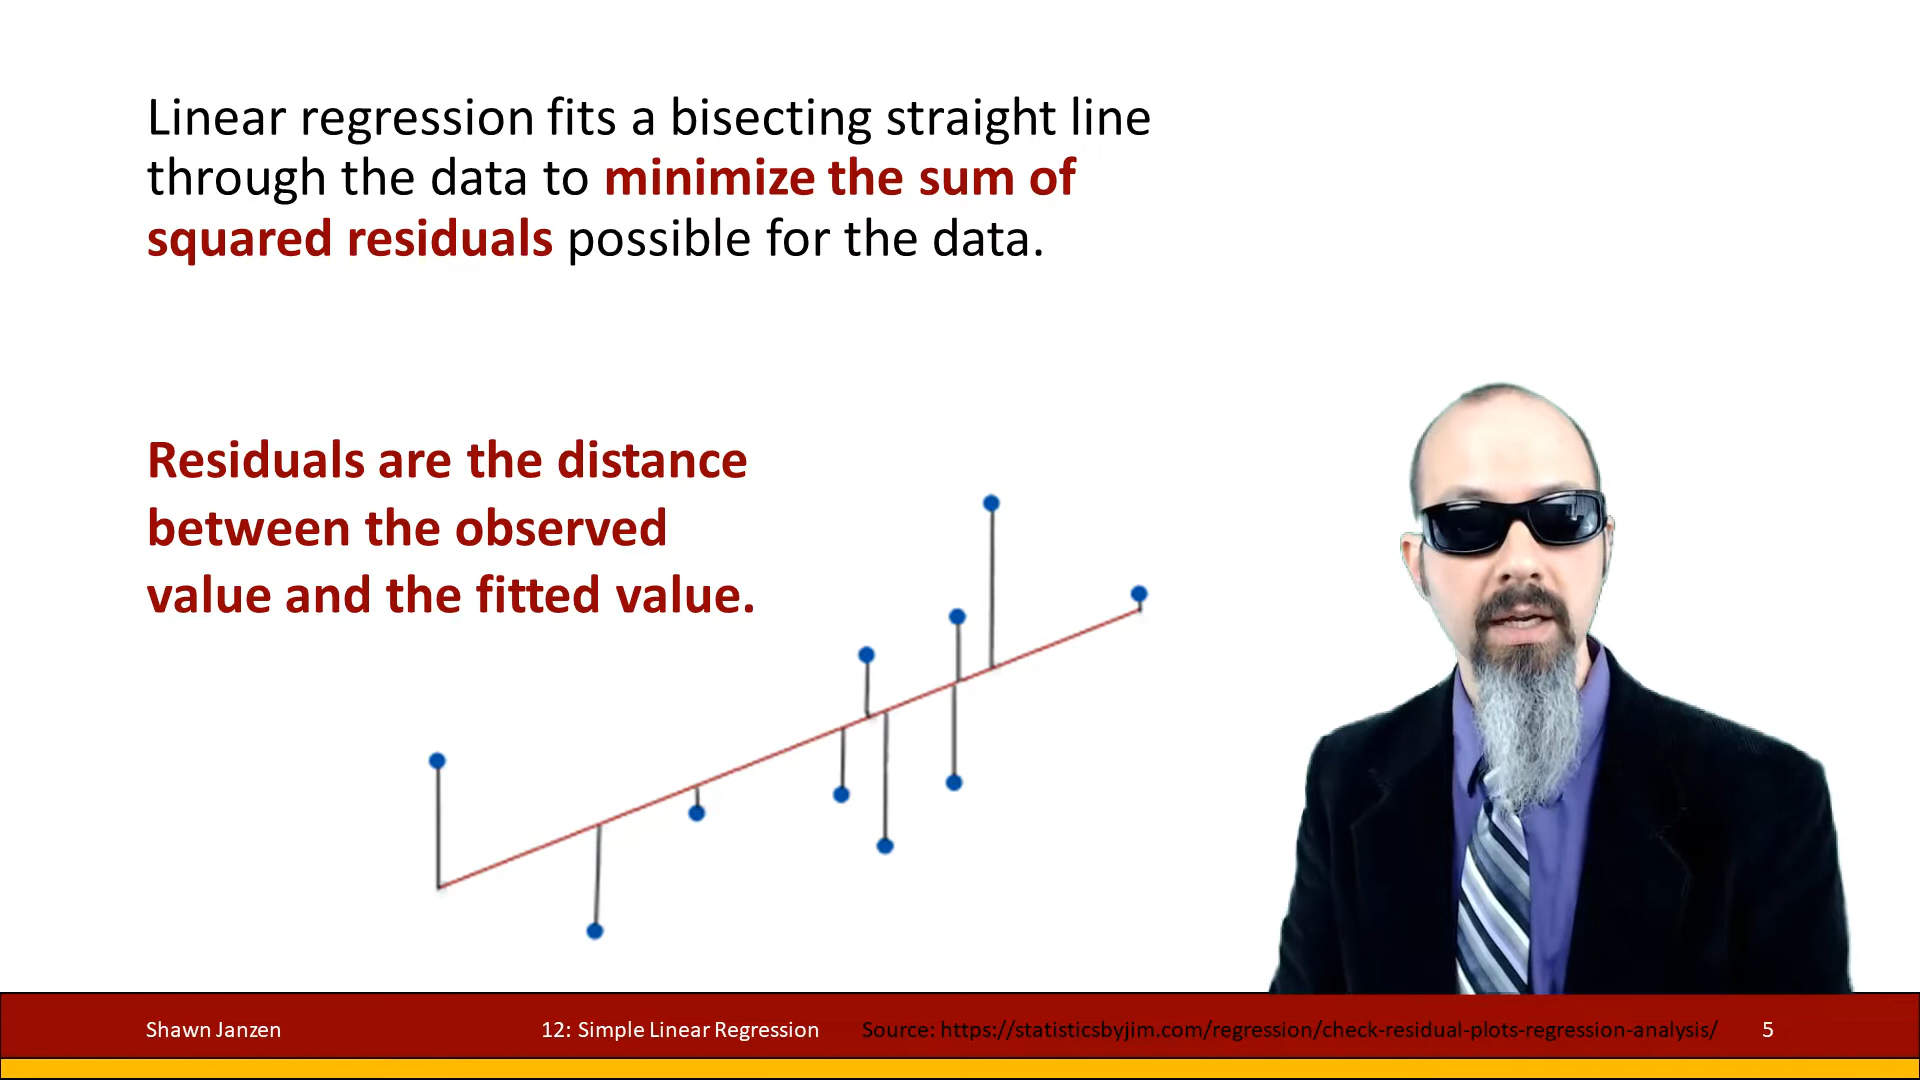 Linear regression fits a bisecting straight line
through the data to minimize the sum of
squared residuals possible for the data.
Residuals are the distance
between the observed
value and the fitted value.
Shawn Janzen
12: Simple Linear Regression
Source: https://statisticsbyjim.com/regression/check-residual-plots-regression-analysis/
5